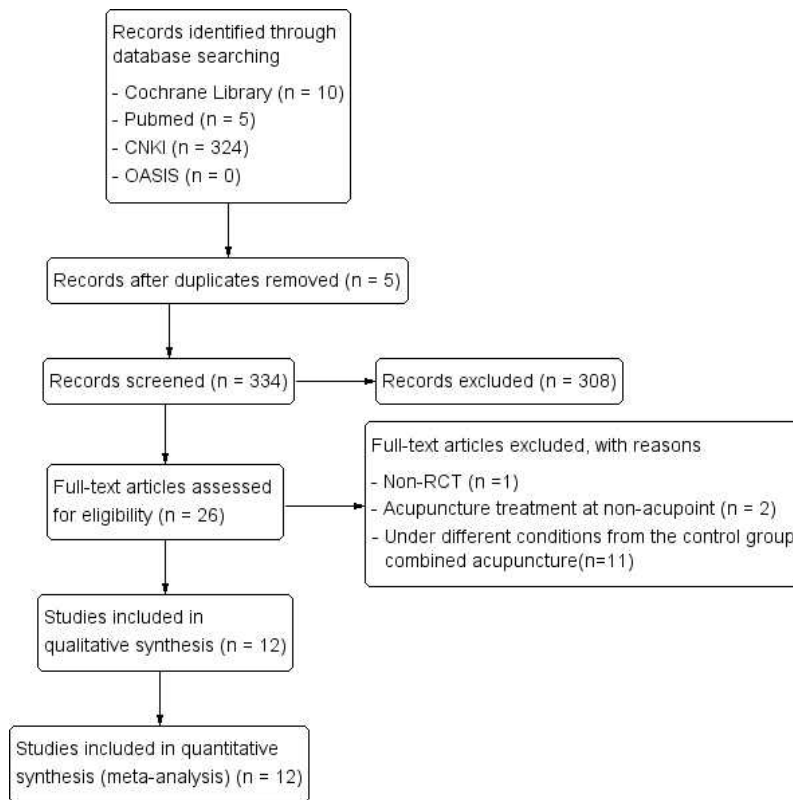 Records identified through
database searching
- Cochrane Library (n = 10)
- Pubmed (n = 5)
- CNKI (n = 324)
- OASIS (n = 0)
Records after duplicates removed (n = 5)
Records screened (n = 334)
Records excluded (n = 308)
Full-text articles assessed
for eligibility (n = 26)
Full-text articles excluded, with reasons
- Non-RCT (n =1)
- Acupuncture treatment at non-acupoint (n = 2)
- Under different conditions from the control group
combined acupuncture(n=11)
Studies included in
qualitative synthesis (n = 12)
Studies included in quantitative
synthesis (meta-analysis) (n = 12)